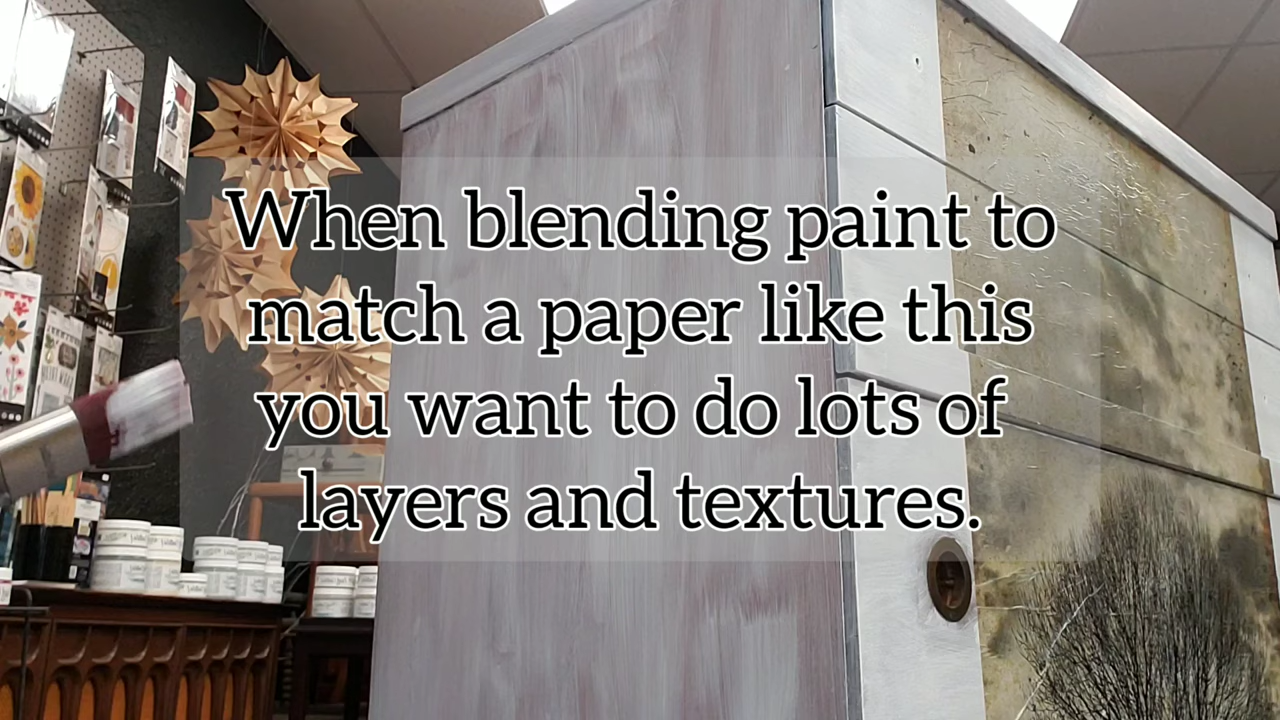 When blending paint to
match a paper like this
you want to do lots of
layers and textures.